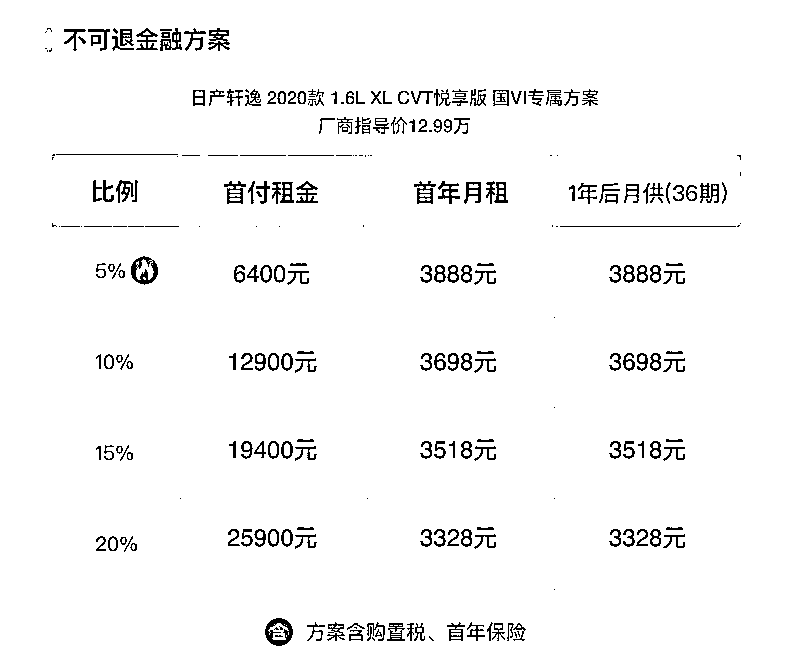 不可退金融方案
日产轩逸 2020款 1.6L XL CVT悦享版 国VI专属方案
厂商指导价12.99万
比例 首付租金 首年月租 1年后月供(36期)
5% 6400元 3888元 3888元
10% 12900元 3698元 3698元
15% 19400元 3518元 3518元
20% 25900元 3328元 3328元
方案含购置税、首年保险